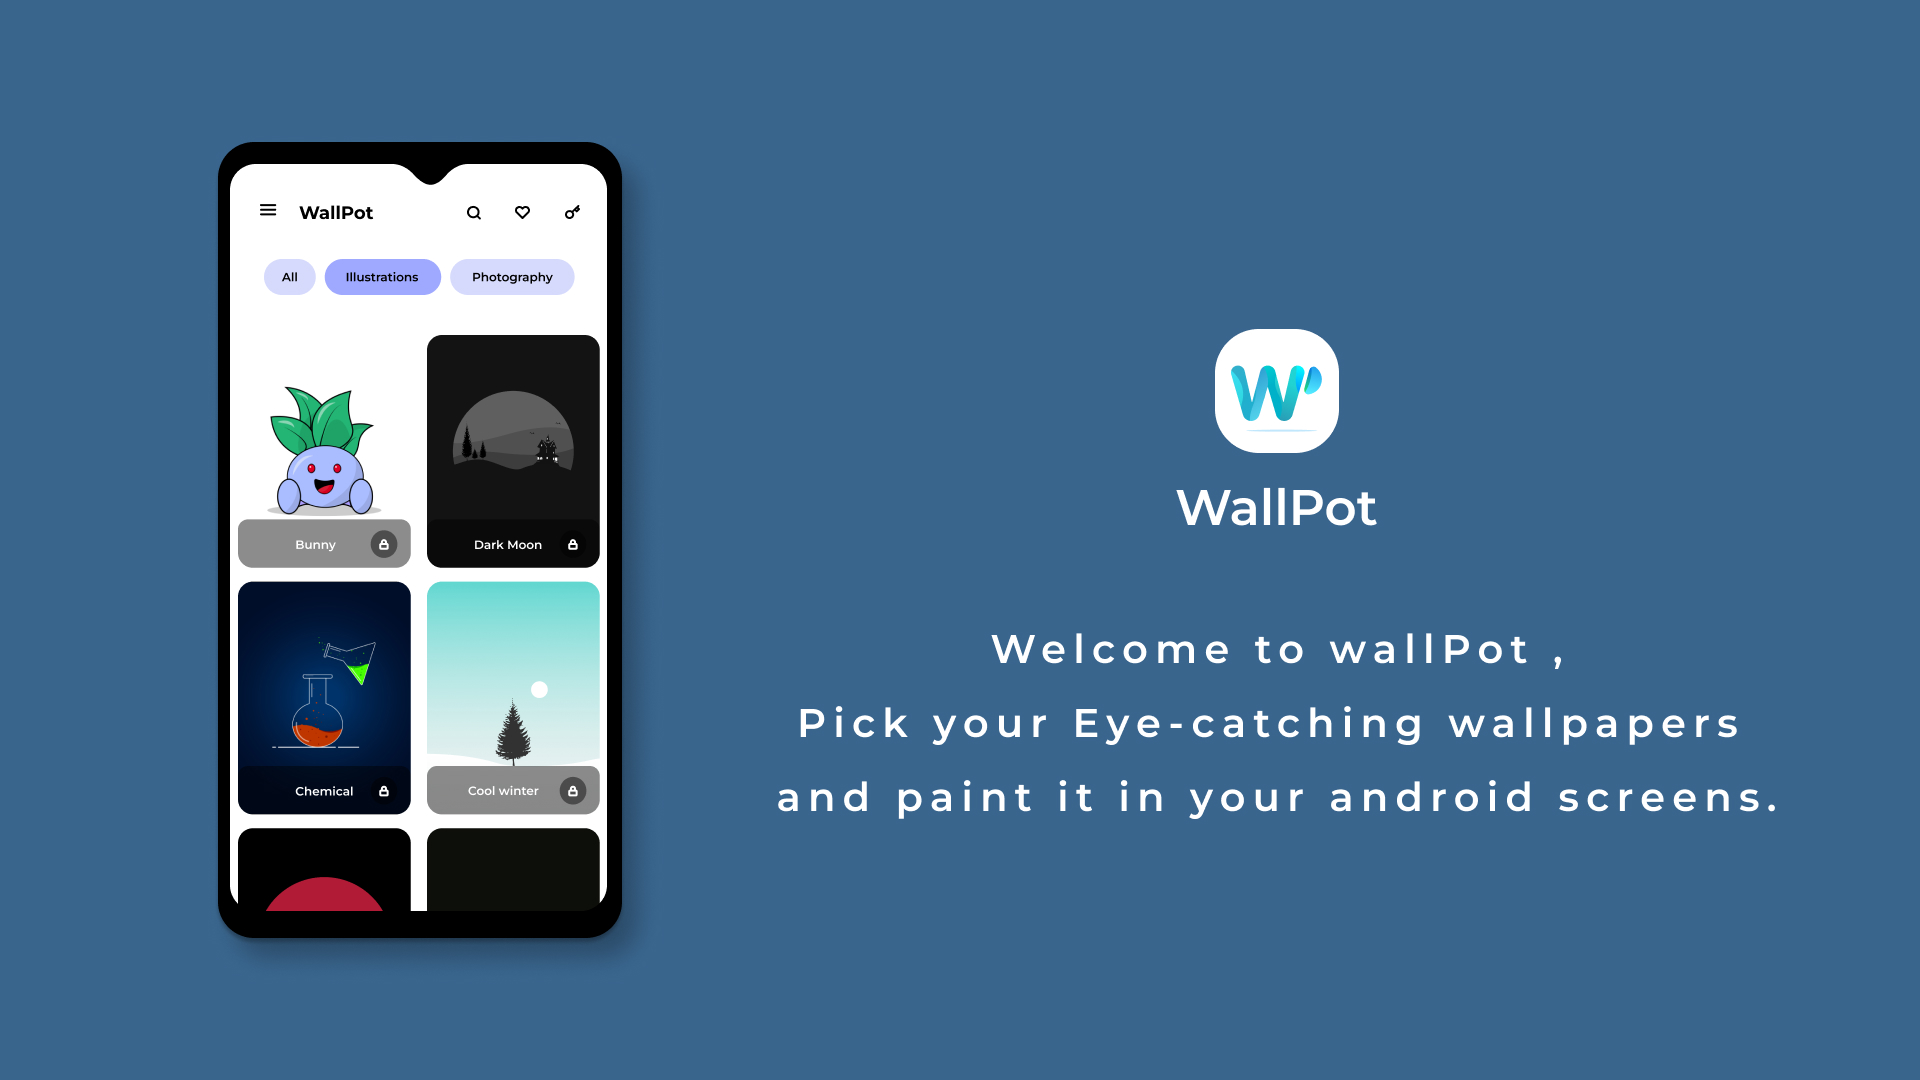 WallPot
All Illustrations Photography
Bunny
Dark Moon
Chemical
Cool winter
W
WallPot
Welcome to wallPot ,
Pick your Eye-catching wallpapers
and paint it in your android screens.